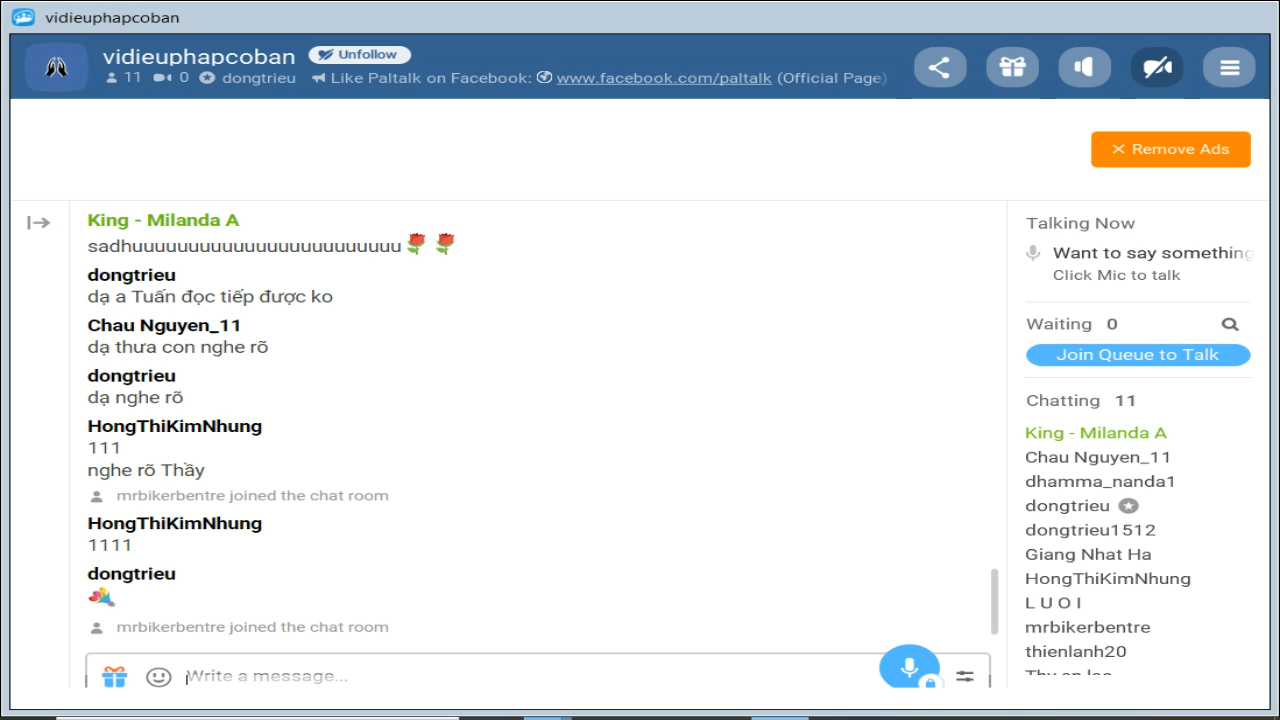 vidieuphapcoban
vidieuphapcoban Unfollow
11 0 dongtrieu Like Paltalk on Facebook: www.facebook.com/paltalk (Official Page)
Remove Ads
King - Milanda A
sadhuuuuuuuuuuuuuuuuuuuuuuuu
dongtrieu
dạ a Tuấn đọc tiếp được ko
Chau Nguyen_11
dạ thưa con nghe rõ
dongtrieu
dạ nghe rõ
HongThiKimNhung
111
nghe rõ Thầy
mrbikerbentre joined the chat room
HongThiKimNhung
1111
dongtrieu
mrbikerbentre joined the chat room
Write a message...
Talking Now
Want to say something
Click Mic to talk
Waiting 0
Join Queue to Talk
Chatting 11
King - Milanda A
Chau Nguyen_11
dhamma_nanda1
dongtrieu
dongtrieu1512
Giang Nhat Ha
HongThiKimNhung
L U O I
mrbikerbentre
thienlanh20